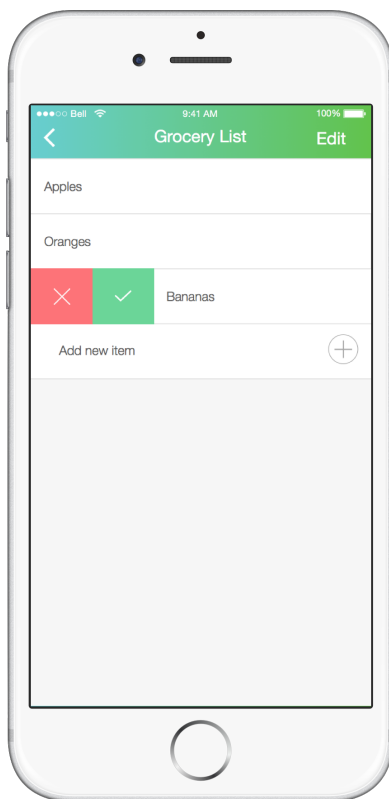 ●●●○○ Bell 9:41 AM 100%
Grocery List Edit
Apples
Oranges
Bananas
Add new item